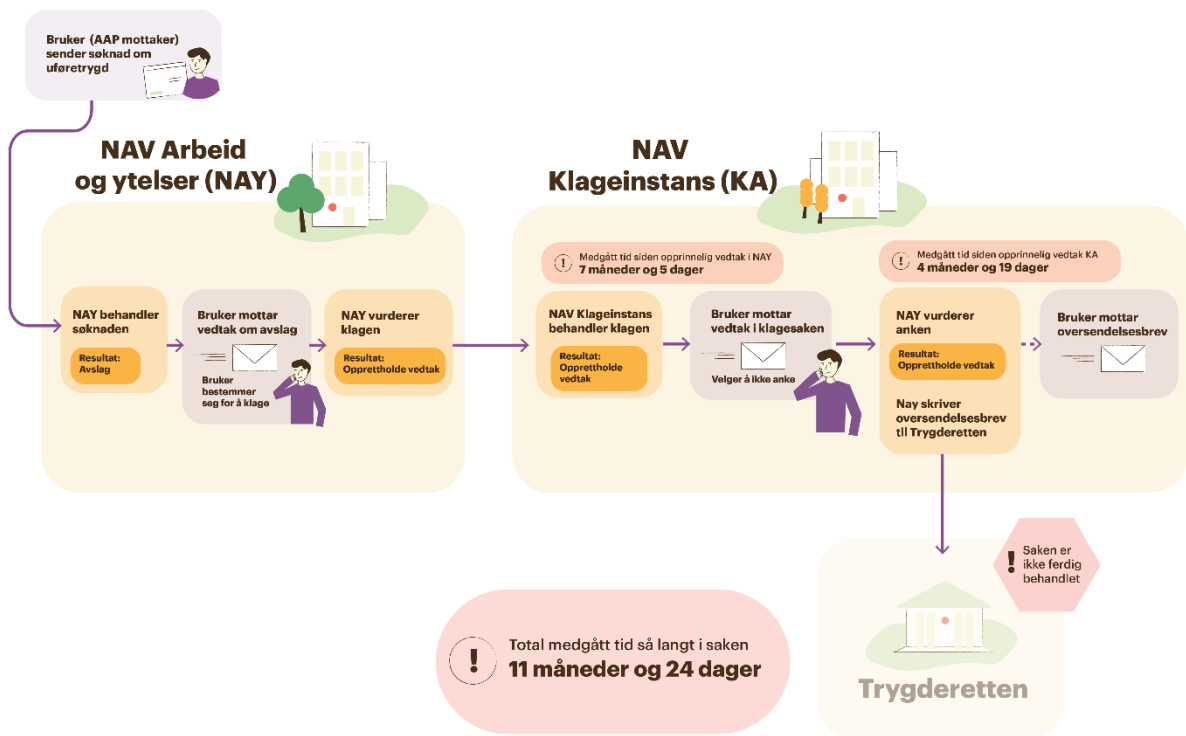 Bruker (AAP mottaker)
sender søknad om
uføretrygd
NAV Arbeid
og ytelser (NAY)
NAY behandler
søknaden
Resultat:
Avslag
Bruker mottar
vedtak om avslag
Bruker
bestemmer
seg for å klage
NAY vurderer
klagen
Resultat:
Opprettholde vedtak
NAV
Klageinstans (KA)
Medgått tid siden opprinnelig vedtak i NAY
7 måneder og 5 dager
NAV Klageinstans
behandler klagen
Resultat:
Opprettholde
vedtak
Bruker mottar
vedtak i klagesaken
Velger å ikke anke
Medgått tid siden opprinnelig vedtak KA
4 måneder og 19 dager
NAY vurderer
anken
Resultat:
Opprettholde vedtak
Nay skriver
oversendelsesbrev
til Trygderetten
Bruker mottar
oversendelsesbrev
! Saken er
ikke ferdig
behandlet
Trygderetten
! Total medgått tid så langt i saken
11 måneder og 24 dager